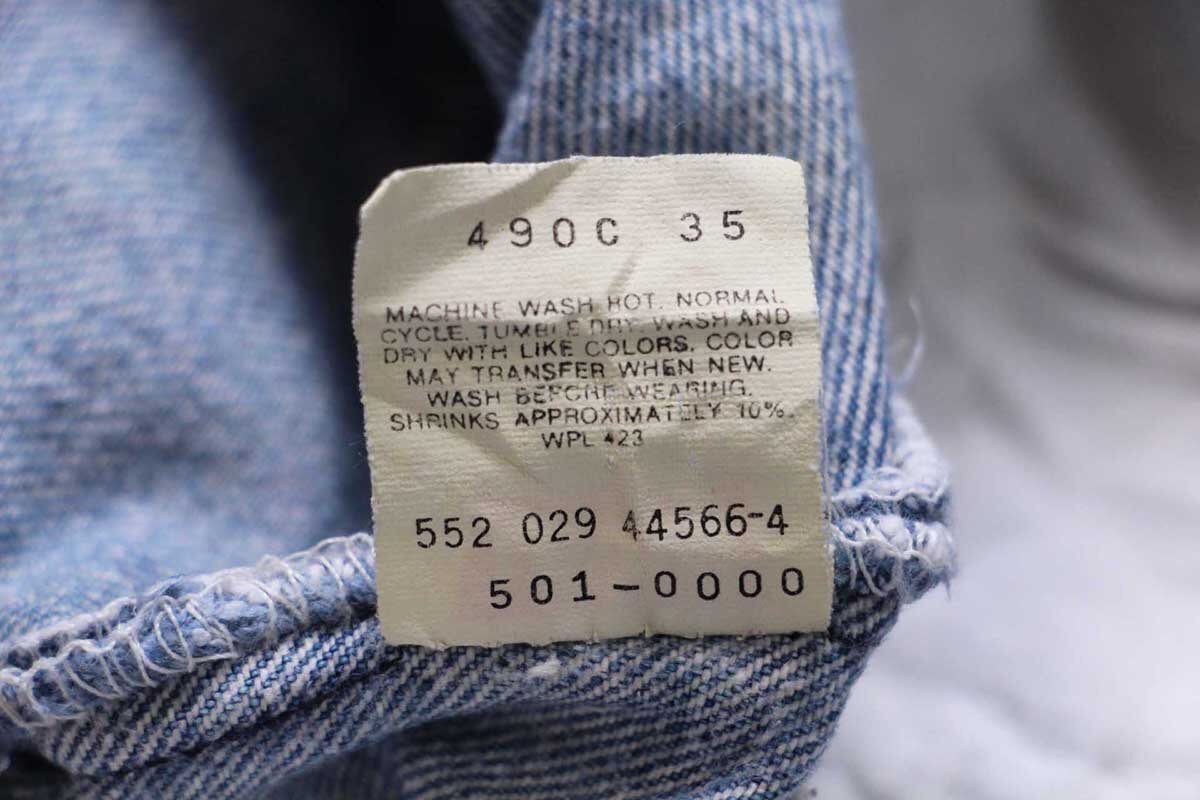 490C 35
MACHINE WASH HOT. NORMAL
CYCLE. TUMBLE DRY. WASH AND
DRY WITH LIKE COLORS. COLOR
MAY TRANSFER WHEN NEW.
WASH BEFORE WEARING.
SHRINKS APPROXIMATELY 10%.
WPL 423
552 029 44566-4
501-0000